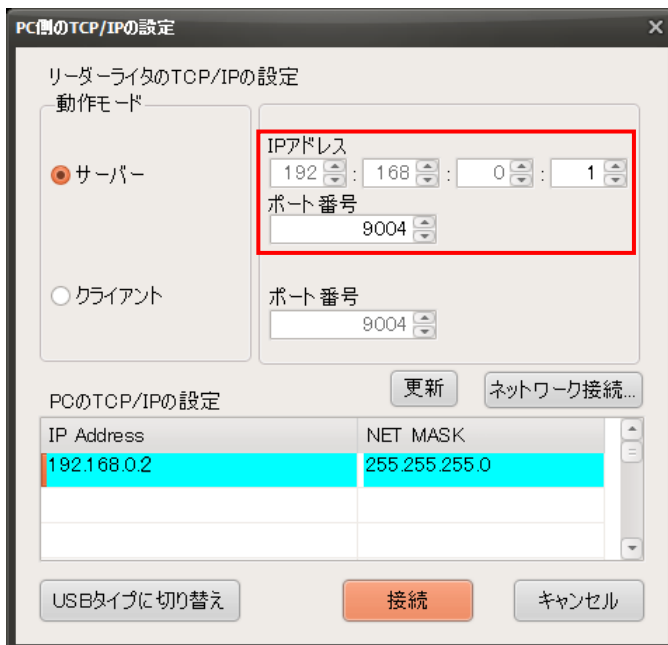 PC側のTCP/IPの設定
リーダーライタのTCP/IPの設定
動作モード
サーバー
IPアドレス
192 : 168 : 0 : 1
ポート番号
9004
クライアント
ポート番号
9004
更新
ネットワーク接続...
PCのTCP/IPの設定
IP Address NET MASK
192.168.0.2 255.255.255.0
USBタイプに切り替え
接続
キャンセル